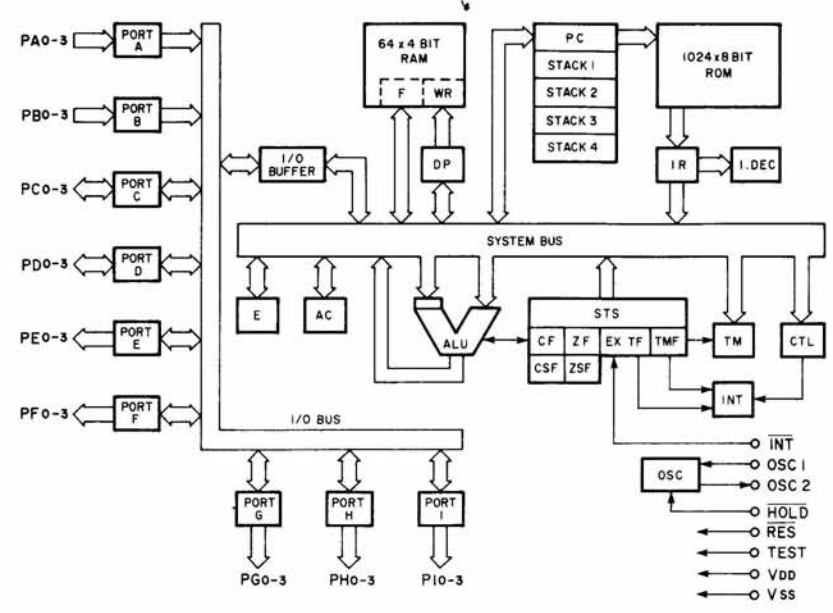 PA0-3
PORT
A
PB0-3
PORT
B
PC0-3
PORT
C
PD0-3
PORT
D
PE0-3
PORT
E
PF0-3
PORT
F
I/O BUS
I/O
BUFFER
64 x 4 BIT
RAM
F
WR
DP
PC
STACK 1
STACK 2
STACK 3
STACK 4
1024x8 BIT
ROM
IR
I.DEC
SYSTEM BUS
E
AC
ALU
STS
CF
ZF
EX TF
TMF
CSF
ZSF
TM
CTL
INT
PORT
G
PORT
H
PORT
I
PG0-3
PH0-3
PI0-3
OSC
INT
OSC 1
OSC 2
HOLD
RES
TEST
VDD
VSS